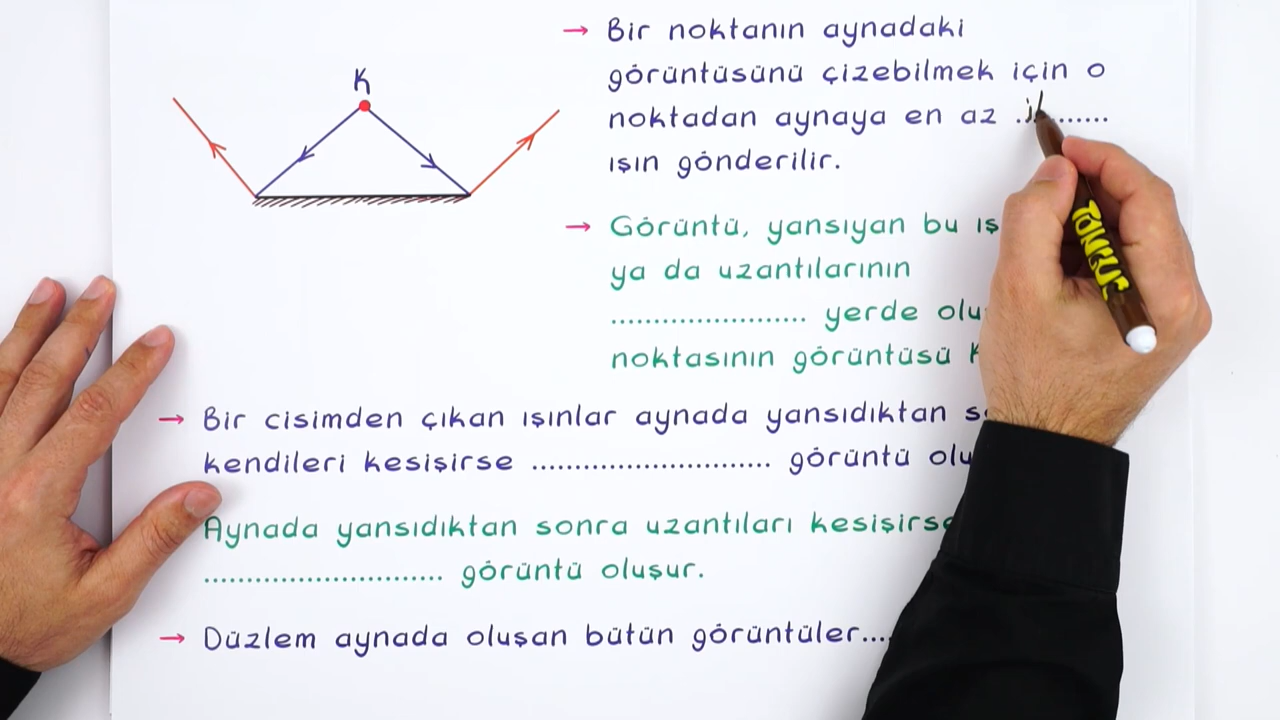 K
→ Bir noktanın aynadaki
görüntüsünü çizebilmek için o
noktadan aynaya en az ...........
ışın gönderilir.
→ Görüntü, yansıyan bu
ya da uzantılarının
....................... yerde
noktasının görüntüsü
→ Bir cisimden çıkan ışınlar aynada yansıdıktan
kendileri kesişirse ............................ görüntü
Aynada yansıdıktan sonra uzantıları
............................ görüntü oluşur.
→ Düzlem aynada oluşan bütün görüntüler....
TONGUÇ